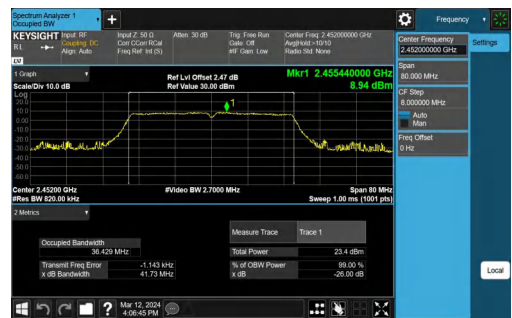 Spectrum Analyzer 1
Occupied BW
KEYSIGHT
Input: RF
Coupling: DC
Align: Auto
RL
LW
Input Z: 50 Ω
Corr CCorr RCal
Freq Ref: Int (S)
Atten: 30 dB
Trig: Free Run
Gate: Off
#IF Gain: Low
Center Freq: 2.452000000 GHz
Avg|Hold:>10/10
Radio Std: None
1 Graph
Scale/Div 10.0 dB
Ref Lvl Offset 2.47 dB
Ref Value 30.00 dBm
Mkr1 2.455440000 GHz
8.94 dBm
Log
20.0
10.0
0.00
-10.0
-20.0
-30.0
-40.0
-50.0
-60.0
1
Center 2.45200 GHz
#Res BW 820.00 kHz
#Video BW 2.7000 MHz
Span 80 MHz
Sweep 1.00 ms (1001 pts)
2 Metrics
Measure Trace
Trace 1
Occupied Bandwidth
36.429 MHz
Total Power
23.4 dBm
Transmit Freq Error
-1.143 kHz
% of OBW Power
99.00 %
x dB Bandwidth
41.73 MHz
x dB
-26.00 dB
Mar 12, 2024
4:06:45 PM
Frequency
Settings
Center Frequency
2.452000000 GHz
Span
80.000 MHz
CF Step
8.000000 MHz
Auto
Man
Freq Offset
0 Hz
Local